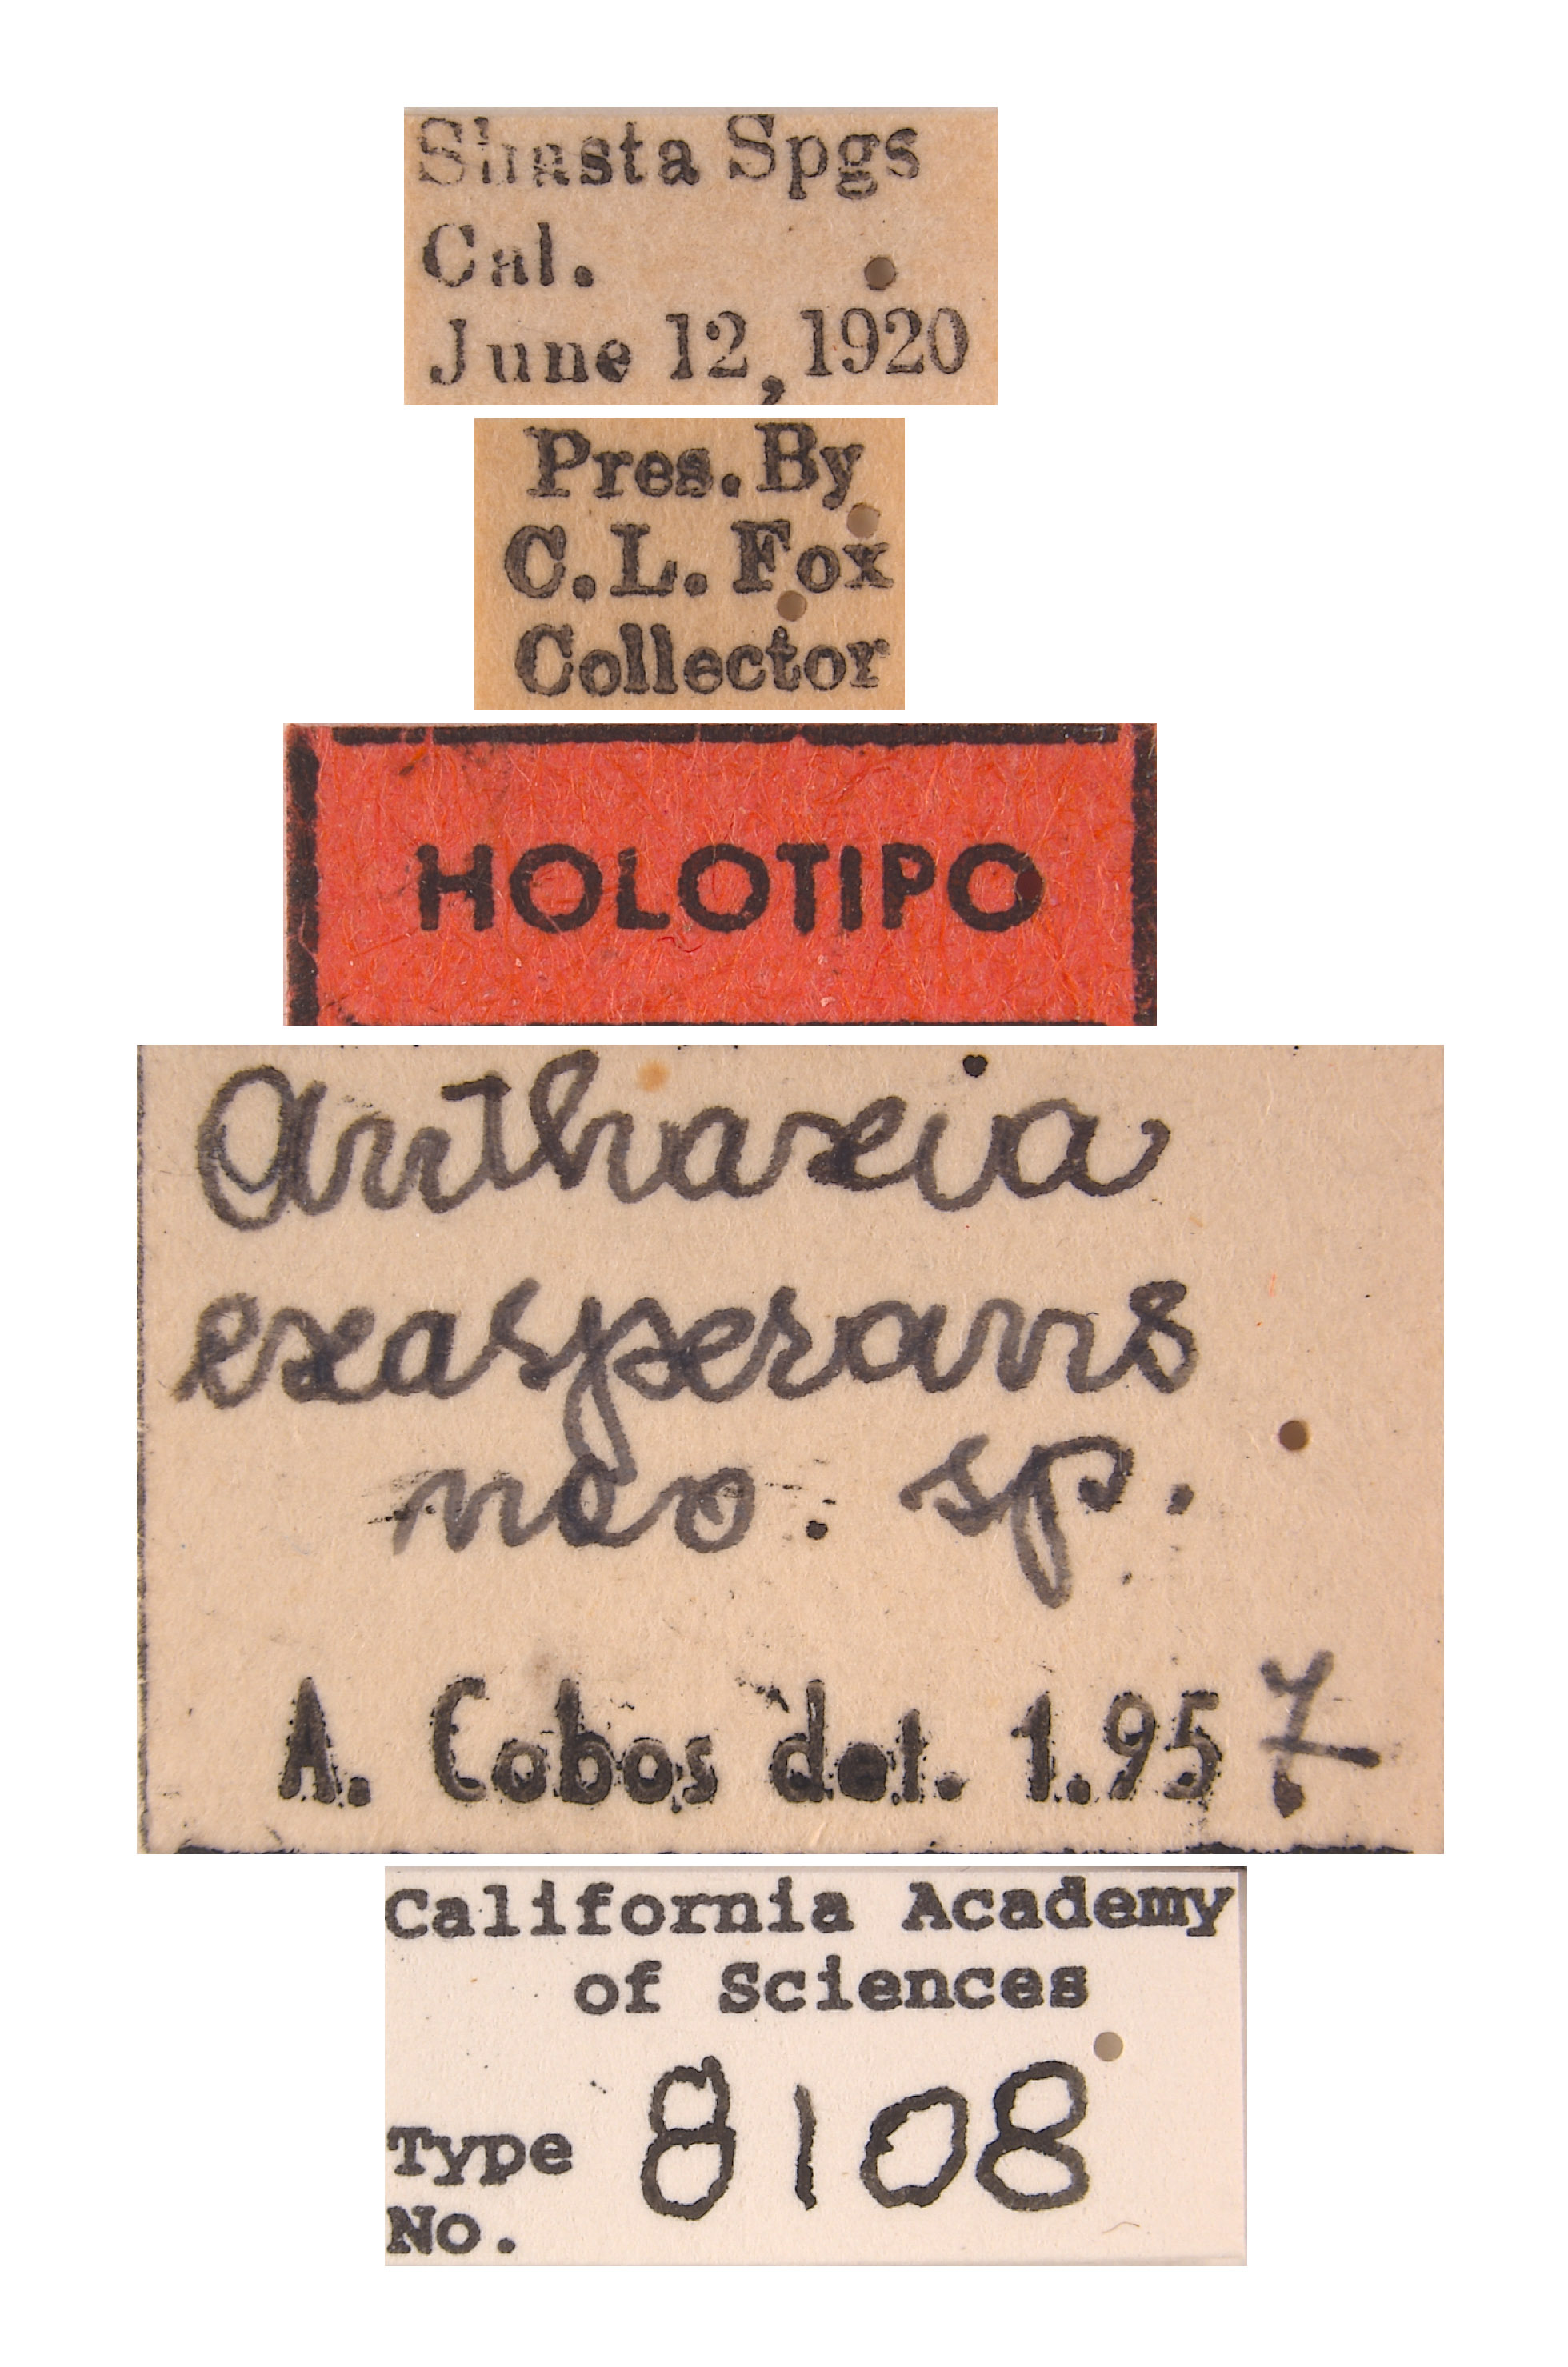 Shasta Spgs
Cal.
June 12, 1920
Pres. By
C. L. Fox
Collector
HOLOTIPO
Anthaxia
exasperans
neo. sp.
A. Cobos det. 1.957
California Academy
of Sciences
Type 8108
No.